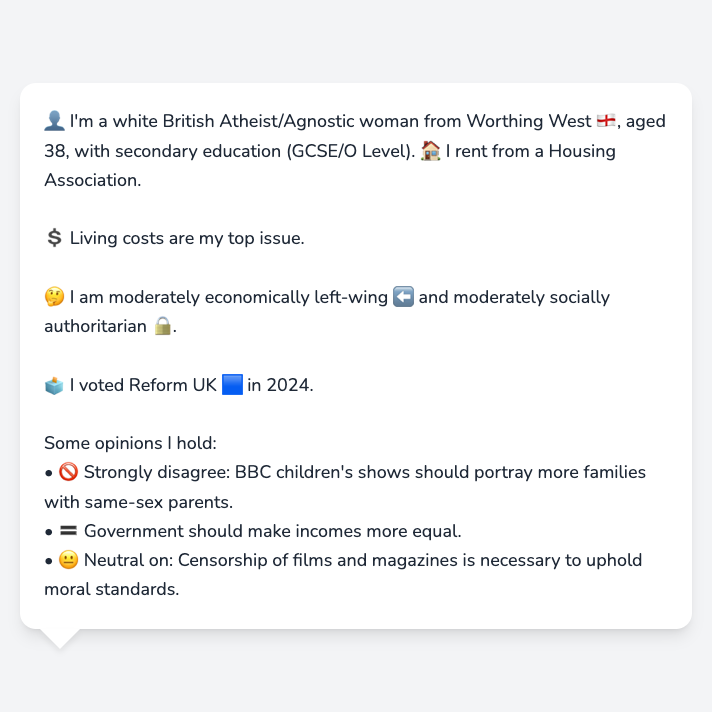 👤 I'm a white British Atheist/Agnostic woman from Worthing West 🏴󠁧󠁢󠁥󠁮󠁧󠁿, aged
38, with secondary education (GCSE/O Level). 🏠 I rent from a Housing
Association.
💲 Living costs are my top issue.
🤔 I am moderately economically left-wing ⬅️ and moderately socially
authoritarian 🔒.
🗳️ I voted Reform UK 🟦 in 2024.
Some opinions I hold:
• 🚫 Strongly disagree: BBC children's shows should portray more families
with same-sex parents.
• 🟰 Government should make incomes more equal.
• 😐 Neutral on: Censorship of films and magazines is necessary to uphold
moral standards.